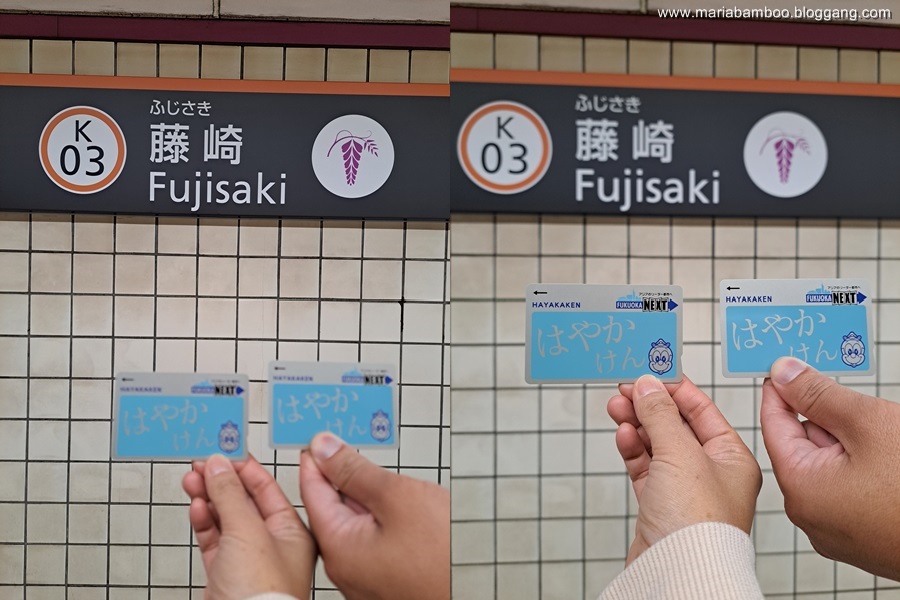 www.mariabamboo.bloggang.com
K
03
ふじさき
藤崎
Fujisaki
HAYAKAKEN
FUKUOKA NEXT
はやか
けん
HAYAKAKEN
FUKUOKA NEXT
はやか
けん
K
03
ふじさき
藤崎
Fujisaki
HAYAKAKEN
FUKUOKA NEXT
はやか
けん
HAYAKAKEN
FUKUOKA NEXT
はやか
けん